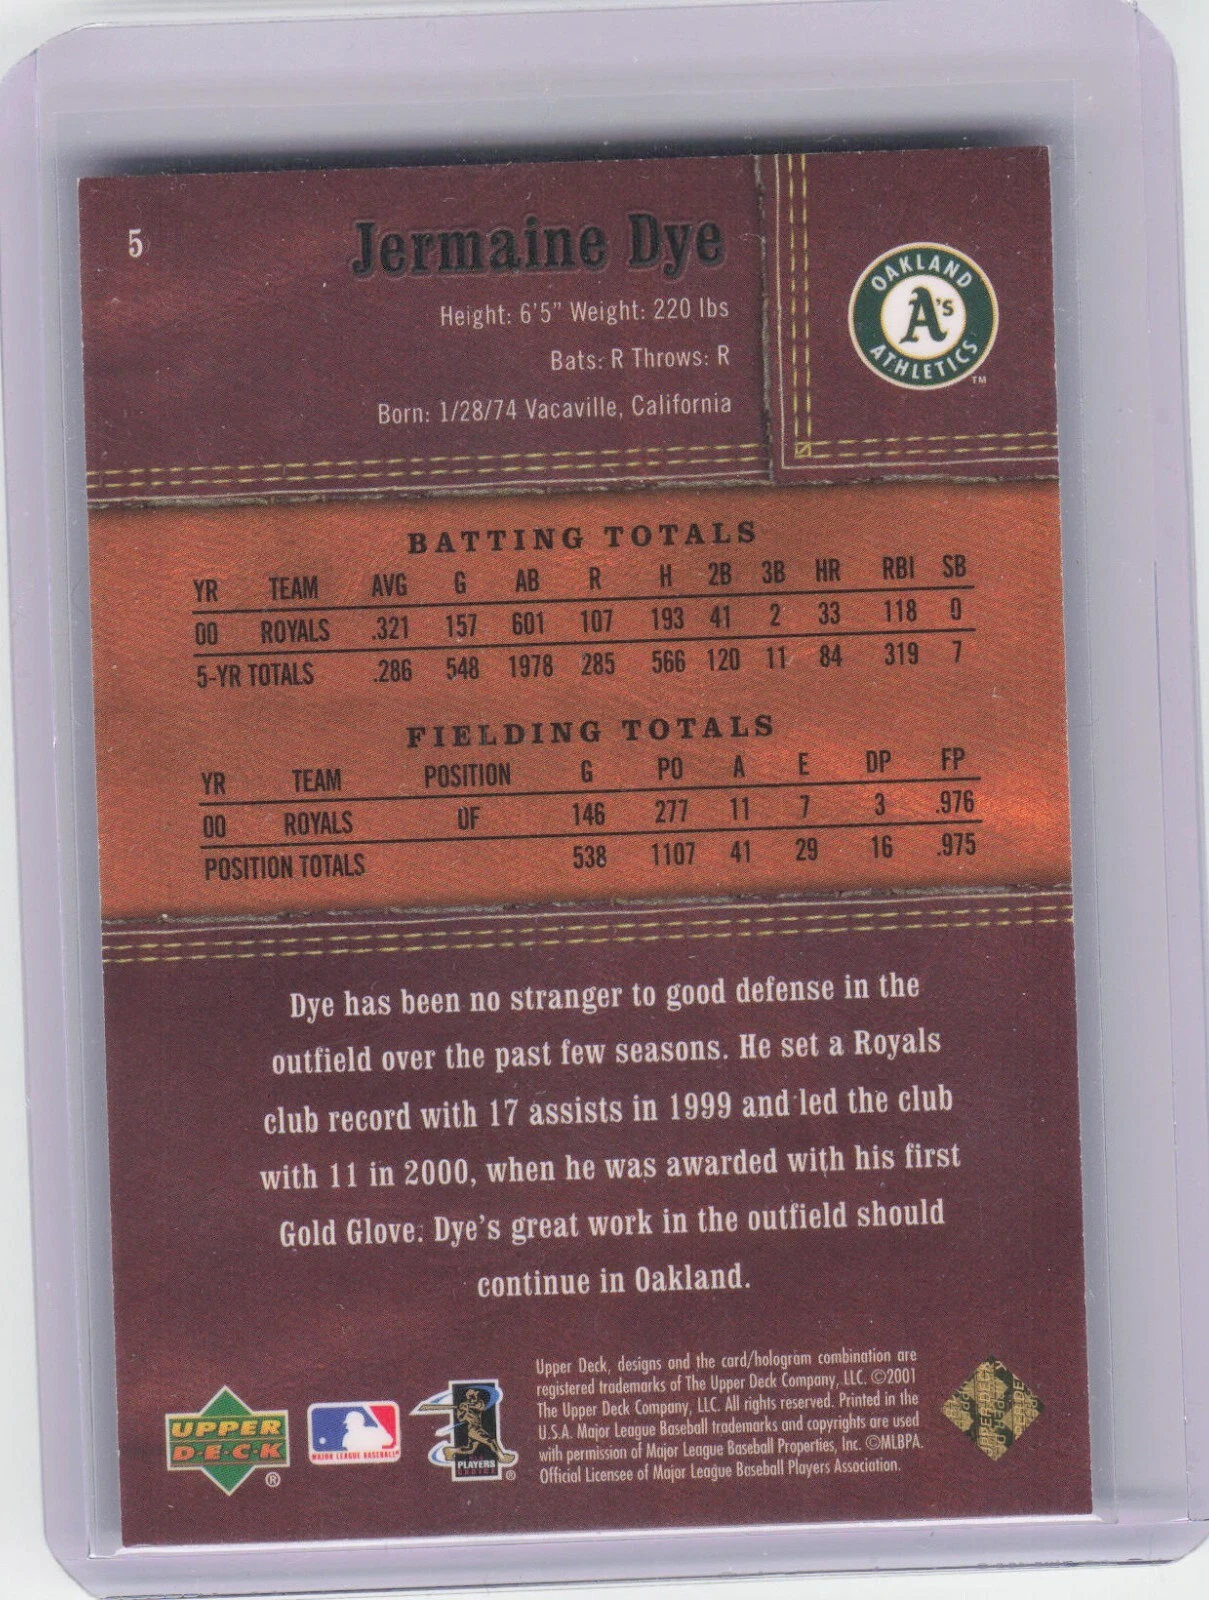 5
Jermaine Dye
Height: 6'5" Weight: 220 lbs
Bats: R Throws: R
Born: 1/28/74 Vacaville, California
OAKLAND
A's
ATHLETICS
TM
BATTING TOTALS
YR TEAM AVG G AB R H 2B 3B HR RBI SB
00 ROYALS .321 157 601 107 193 41 2 33 118 0
5-YR TOTALS .286 548 1978 285 566 120 11 84 319 7
FIELDING TOTALS
YR TEAM POSITION G PO A E DP FP
00 ROYALS OF 146 277 11 7 3 .976
POSITION TOTALS 538 1107 41 29 16 .975
Dye has been no stranger to good defense in the
outfield over the past few seasons. He set a Royals
club record with 17 assists in 1999 and led the club
with 11 in 2000, when he was awarded with his first
Gold Glove. Dye's great work in the outfield should
continue in Oakland.
UPPER
DECK
®
MAJOR LEAGUE BASEBALL
PLAYERS
CHOICE
®
Upper Deck, designs and the card/hologram combination are
registered trademarks of The Upper Deck Company, LLC. ©2001
The Upper Deck Company, LLC. All rights reserved. Printed in the
U.S.A. Major League Baseball trademarks and copyrights are used
with permission of Major League Baseball Properties, Inc. ©MLBPA.
Official Licensee of Major League Baseball Players Association.